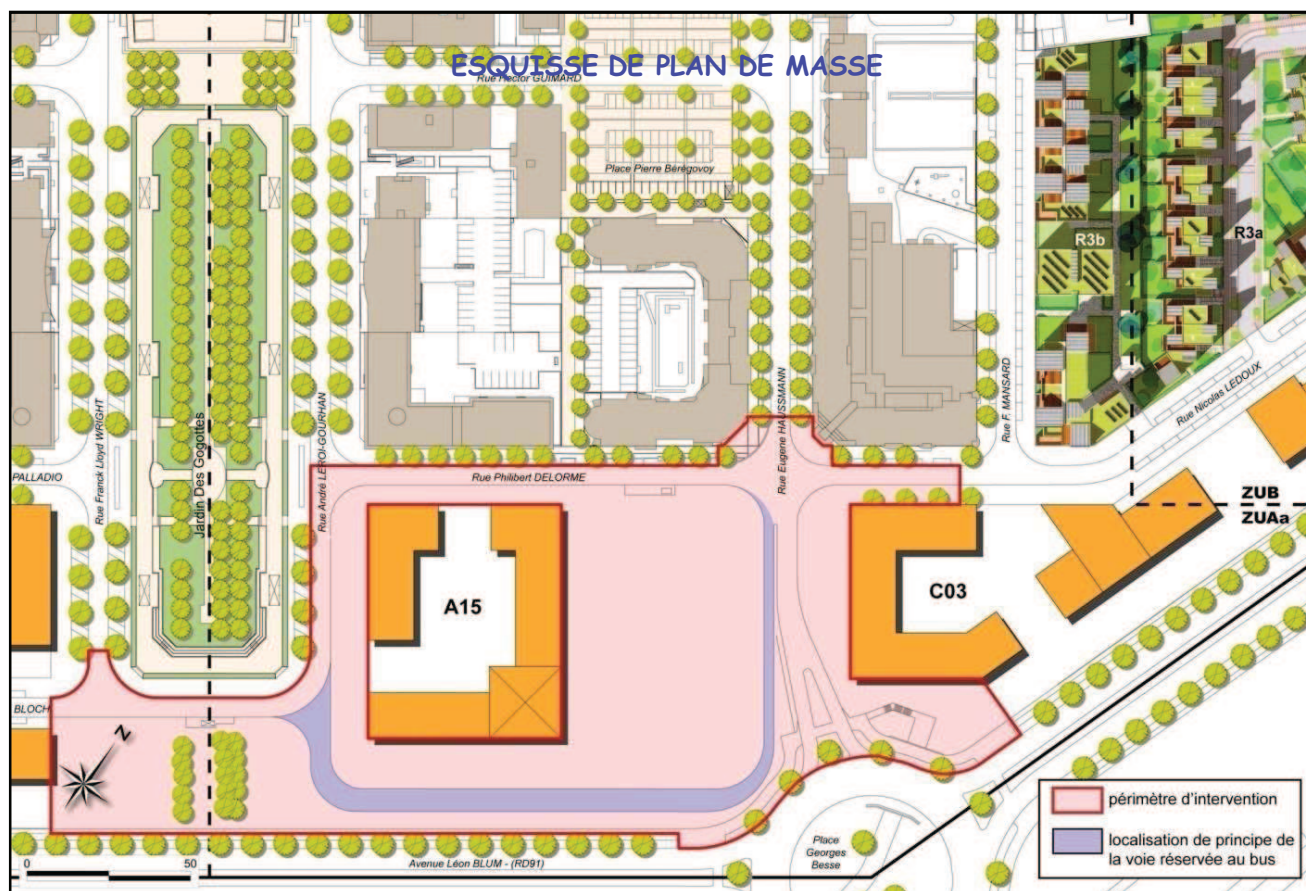 ESQUISSE DE PLAN DE MASSE
Rue Hector GUIMARD
Place Pierre Bérégovoy
R3b
R3a
Rue Franck Lloyd WRIGHT
Jardin Des Gogottes
Rue André LEROI-GOURHAN
Rue Eugene HAUSSMANN
Rue F. MANSARD
Rue Nicolas LEDOUX
PALLADIO
Rue Philibert DELORME
ZUB
ZUAa
A15
C03
BLOCH
N
périmètre d'intervention
localisation de principe de
la voie réservée au bus
Place
Georges
Besse
0 50
Avenue Léon BLUM - (RD91)